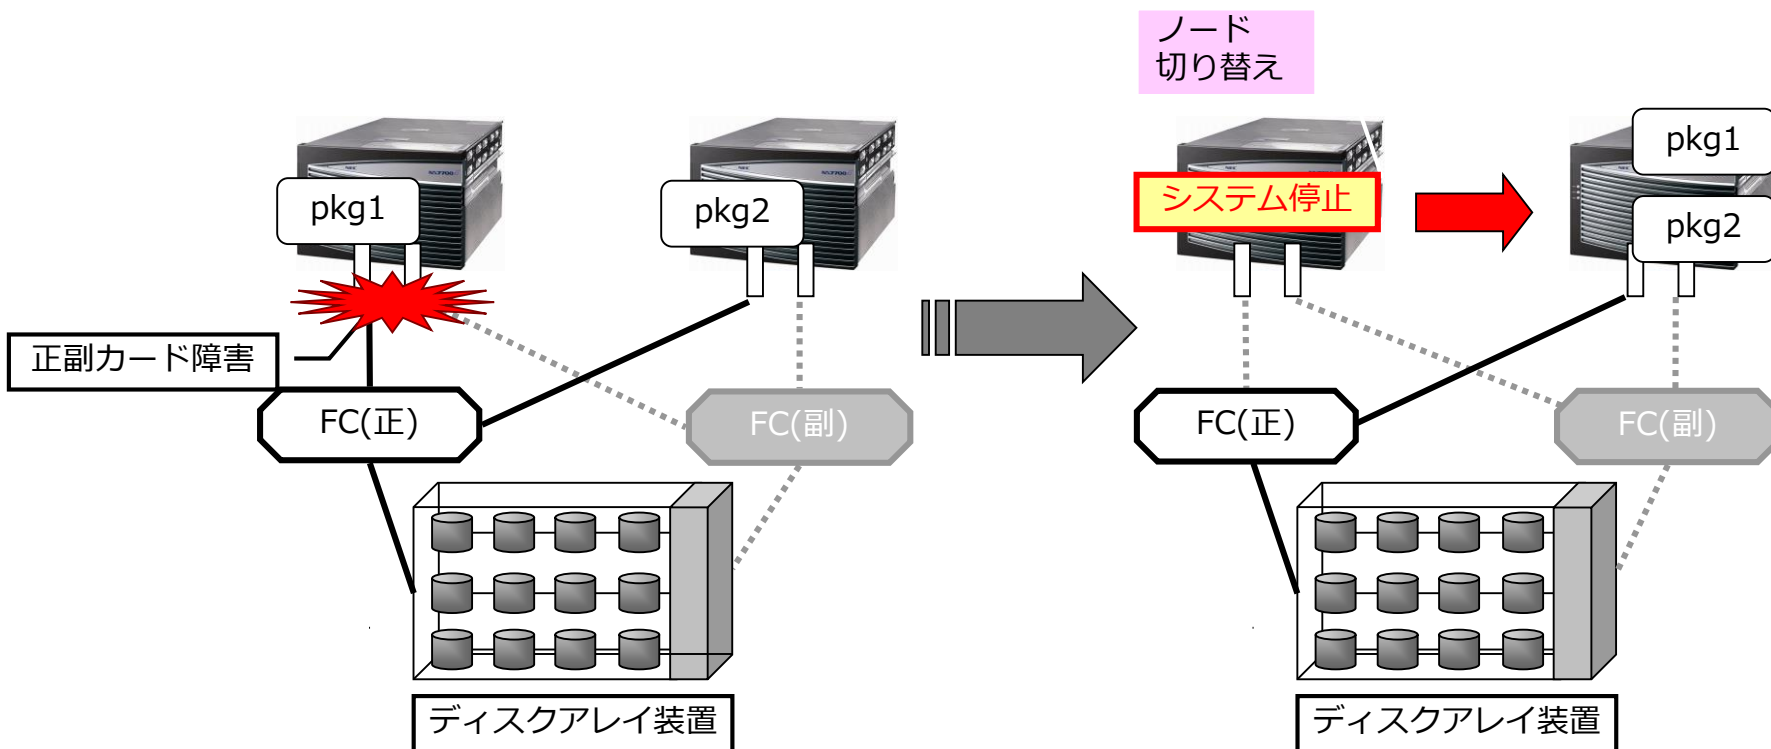 ノード
切り替え
pkg1
pkg2
システム停止
pkg1
pkg2
正副カード障害
FC(正)
FC(副)
FC(正)
FC(副)
ディスクアレイ装置
ディスクアレイ装置